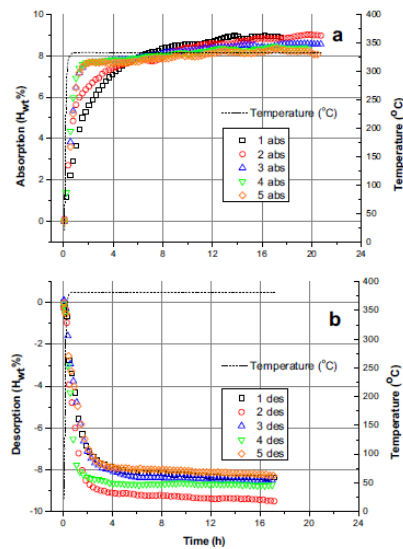 a
Absorption (Hwt%)
10
8
6
4
2
0
400
350
300
250
200
150
100
50
0
Temperature (°C)
Temperature (°C)
1 abs
2 abs
3 abs
4 abs
5 abs
0 4 8 12 16 20 24
b
Desorption (Hwt%)
0
-2
-4
-6
-8
-10
400
350
300
250
200
150
100
50
0
Temperature (°C)
Temperature (°C)
1 des
2 des
3 des
4 des
5 des
0 4 8 12 16 20 24
Time (h)